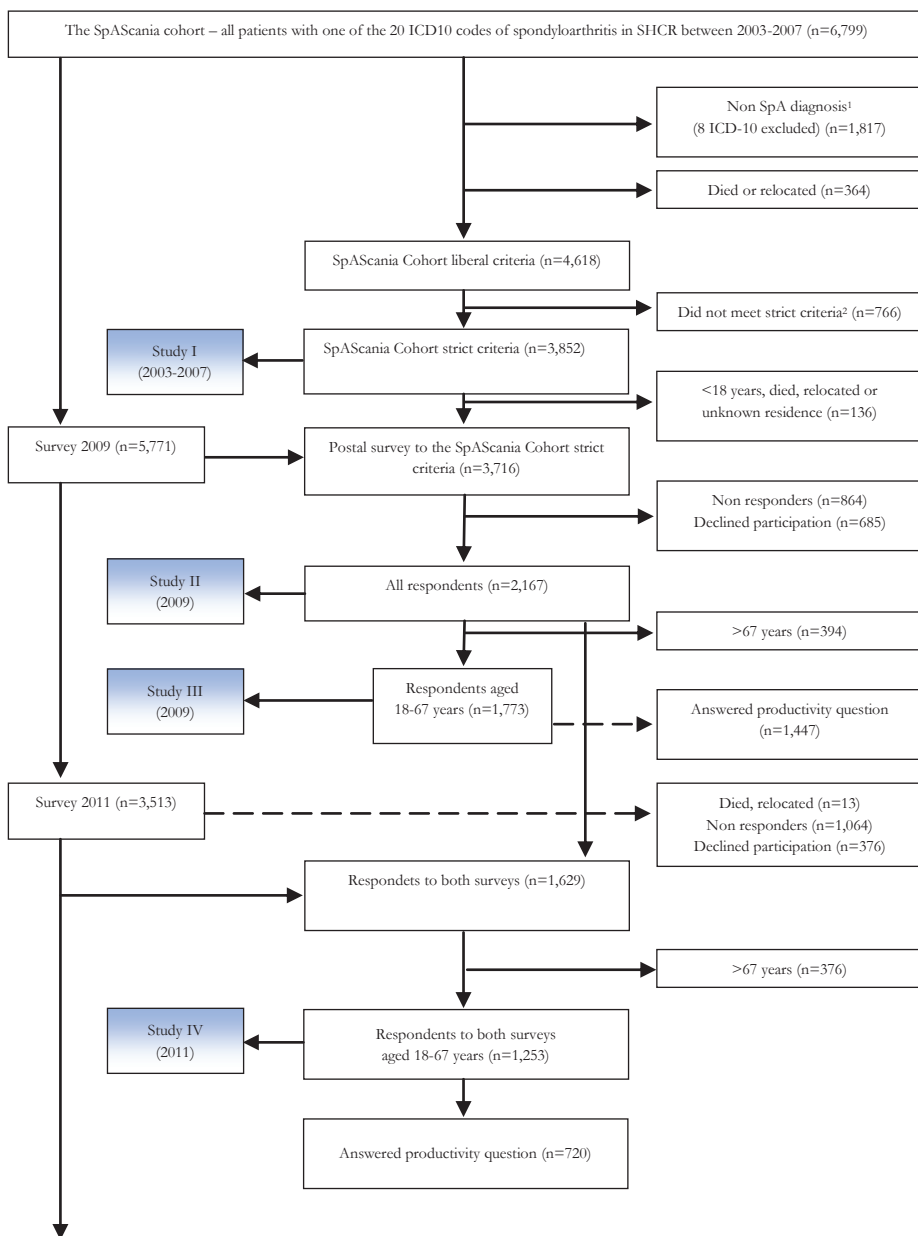 The SpAScania cohort – all patients with one of the 20 ICD10 codes of spondyloarthritis in SHCR between 2003-2007 (n=6,799)
Non SpA diagnosis¹
(8 ICD-10 excluded) (n=1,817)
Died or relocated (n=364)
SpAScania Cohort liberal criteria (n=4,618)
Did not meet strict criteria² (n=766)
Study I
(2003-2007)
SpAScania Cohort strict criteria (n=3,852)
<18 years, died, relocated or
unknown residence (n=136)
Survey 2009 (n=5,771)
Postal survey to the SpAScania Cohort strict
criteria (n=3,716)
Non responders (n=864)
Declined participation (n=685)
Study II
(2009)
All respondents (n=2,167)
>67 years (n=394)
Study III
(2009)
Respondents aged
18-67 years (n=1,773)
Answered productivity question
(n=1,447)
Survey 2011 (n=3,513)
Died, relocated (n=13)
Non responders (n=1,064)
Declined participation (n=376)
Respondets to both surveys (n=1,629)
>67 years (n=376)
Study IV
(2011)
Respondents to both surveys
aged 18-67 years (n=1,253)
Answered productivity question (n=720)